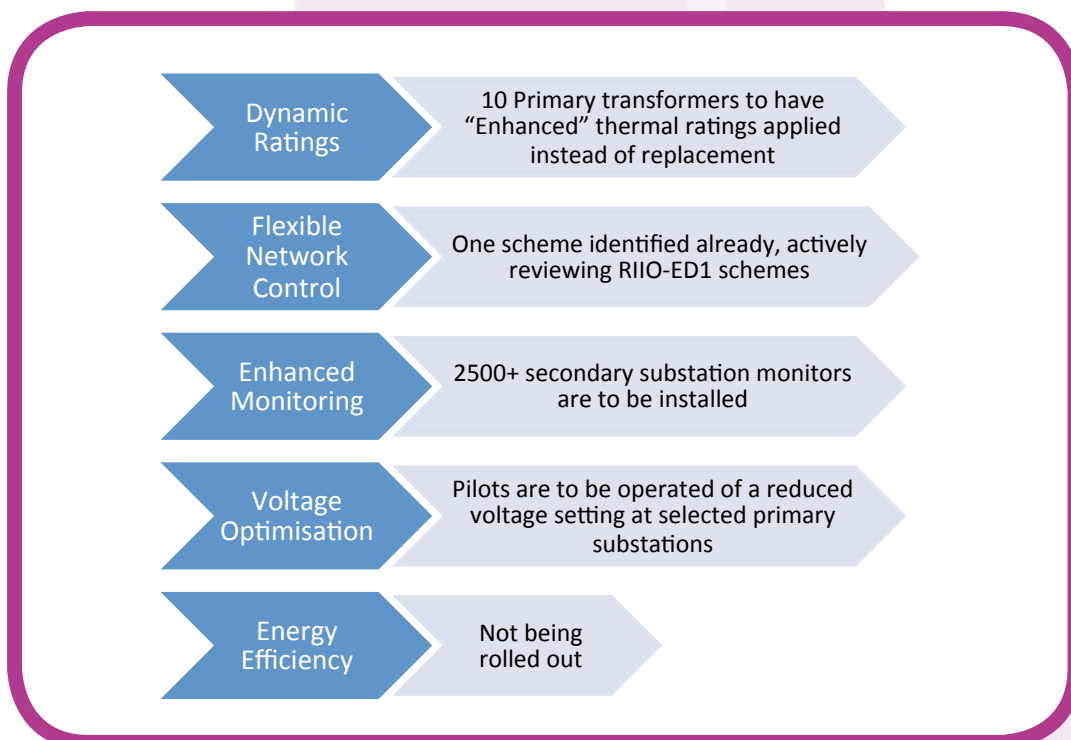 Dynamic
Ratings
10 Primary transformers to have
“Enhanced” thermal ratings applied
instead of replacement
Flexible
Network
Control
One scheme identified already, actively
reviewing RIIO-ED1 schemes
Enhanced
Monitoring
2500+ secondary substation monitors
are to be installed
Voltage
Optimisation
Pilots are to be operated of a reduced
voltage setting at selected primary
substations
Energy
Efficiency
Not being
rolled out